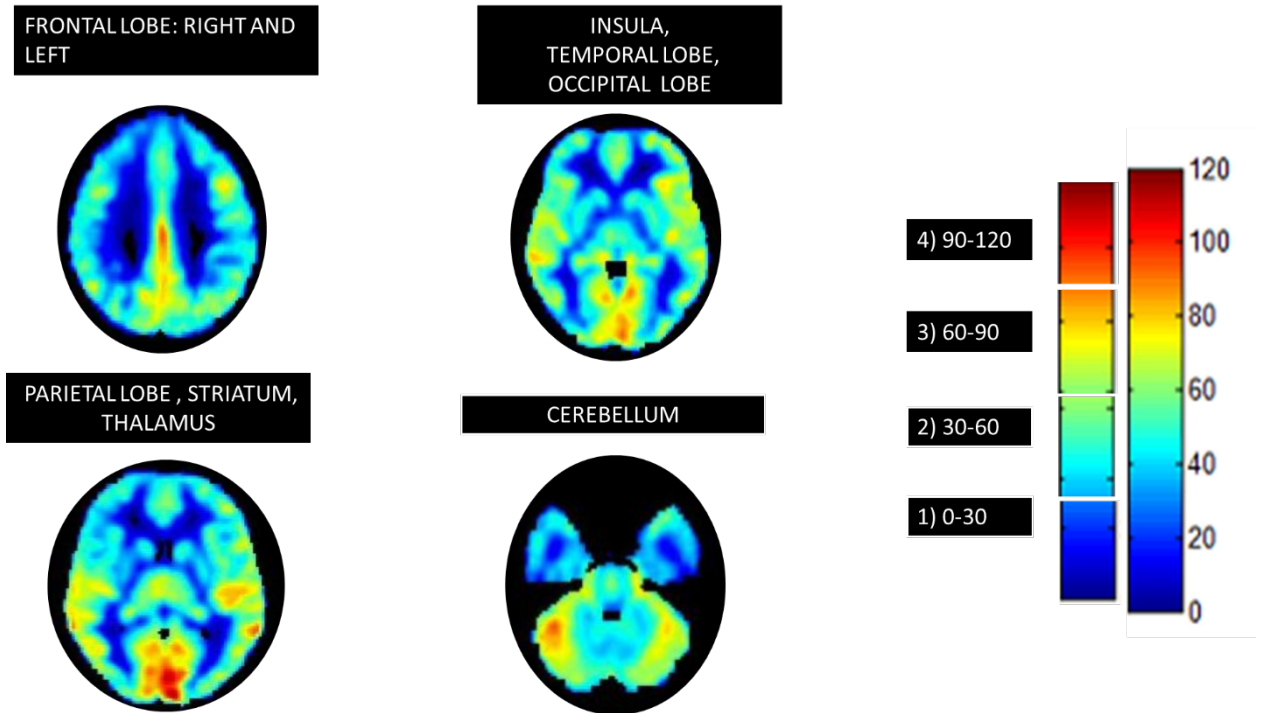 FRONTAL LOBE: RIGHT AND
LEFT
INSULA,
TEMPORAL LOBE,
OCCIPITAL LOBE
PARIETAL LOBE , STRIATUM,
THALAMUS
CEREBELLUM
4) 90-120
3) 60-90
2) 30-60
1) 0-30
120
100
80
60
40
20
0